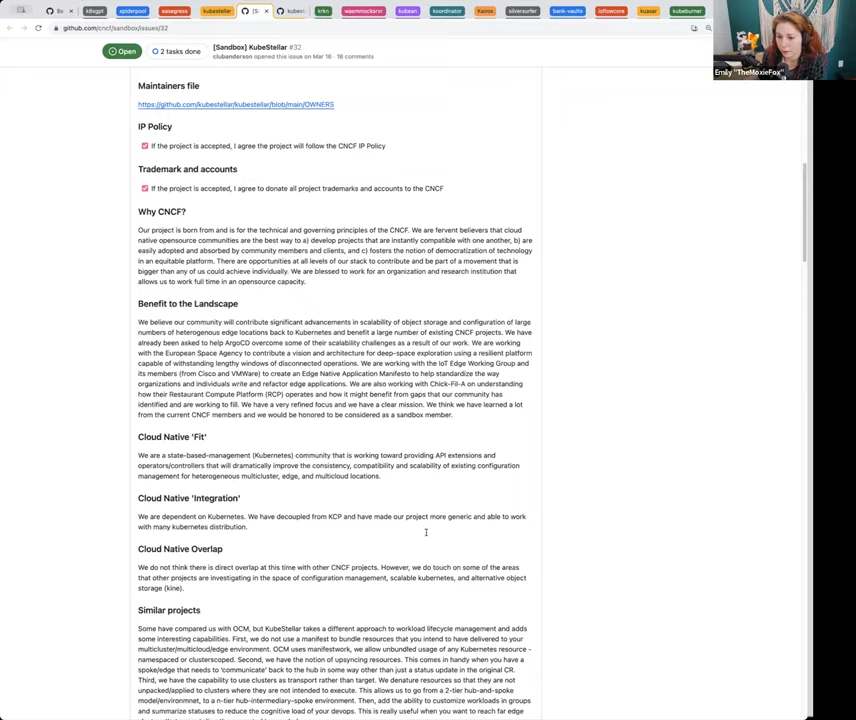 Ba
k8sgpt
spiderpool
easegress
kubestellar
[S
kubest
krkn
wasmmockerv
kubean
koordinator
Kairos
silversurfer
bank-vaults
loflowcore
kuasar
kubeburner
github.com/cncf/sandbox/issues/32
Open
2 tasks done
[Sandbox] KubeStellar #32
clubanderson opened this issue on Mar 16 · 16 comments
Emily "TheMoxieFox"
Maintainers file
https://github.com/kubestellar/kubestellar/blob/main/OWNERS
IP Policy
If the project is accepted, I agree the project will follow the CNCF IP Policy
Trademark and accounts
If the project is accepted, I agree to donate all project trademarks and accounts to the CNCF
Why CNCF?
Our project is born from and is for the technical and governing principles of the CNCF. We are fervent believers that cloud
native opensource communities are the best way to a) develop projects that are instantly compatible with one another, b) are
easily adopted and absorbed by community members and clients, and c) fosters the notion of democratization of technology
in an equitable platform. There are opportunities at all levels of our stack to contribute and be part of a movement that is
bigger than any of us could achieve individually. We are blessed to work for an organization and research institution that
allows us to work full time in an opensource capacity.
Benefit to the Landscape
We believe our community will contribute significant advancements in scalability of object storage and configuration of large
numbers of heterogenous edge locations back to Kubernetes and benefit a large number of existing CNCF projects. We have
already been asked to help ArgoCD overcome some of their scalability challenges as a result of our work. We are working
with the European Space Agency to contribute a vision and architecture for deep-space exploration using a resilient platform
capable of withstanding lengthy windows of disconnected operations. We are working with the IoT Edge Working Group and
its members (from Cisco and VMWare) to create an Edge Native Application Manifesto to help standardize the way
organizations and individuals write and refactor edge applications. We are also working with Chick-Fil-A on understanding
how their Restaurant Compute Platform (RCP) operates and how it might benefit from gaps that our community has
identified and are working to fill. We have a very refined focus and we have a clear mission. We think we have learned a lot
from the current CNCF members and we would be honored to be considered as a sandbox member.
Cloud Native 'Fit'
We are a state-based-management (Kubernetes) community that is working toward providing API extensions and
operators/controllers that will dramatically improve the consistency, compatibility and scalability of existing configuration
management for heterogeneous multicluster, edge, and multicloud locations.
Cloud Native 'Integration'
We are dependent on Kubernetes. We have decoupled from KCP and have made our project more generic and able to work
with many kubernetes distribution.
Cloud Native Overlap
We do not think there is direct overlap at this time with other CNCF projects. However, we do touch on some of the areas
that other projects are investigating in the space of configuration management, scalable kubernetes, and alternative object
storage (kine).
Similar projects
Some have compared us with OCM, but KubeStellar takes a different approach to workload lifecycle management and adds
some interesting capabilities. First, we do not use a manifest to bundle resources that you intend to have delivered to your
multicluster/multicloud/edge environment. OCM uses manifestwork, we allow unbundled usage of any Kubernetes resource -
namespaced or clusterscoped. Second, we have the notion of upsyncing resources. This comes in handy when you have a
spoke/edge that needs to 'communicate' back to the hub in some way other than just a status update in the original CR.
Third, we have the capability to use clusters as transport rather than target. We denature resources so that they are not
unpacked/applied to clusters where they are not intended to execute. This allows us to go from a 2-tier hub-and-spoke
model/environmnet, to a n-tier hub-intermediary-spoke environment. Then, add the ability to customize workloads in groups
and summarize statuses to reduce the cognitive load of your devops. This is really useful when you want to reach far edge